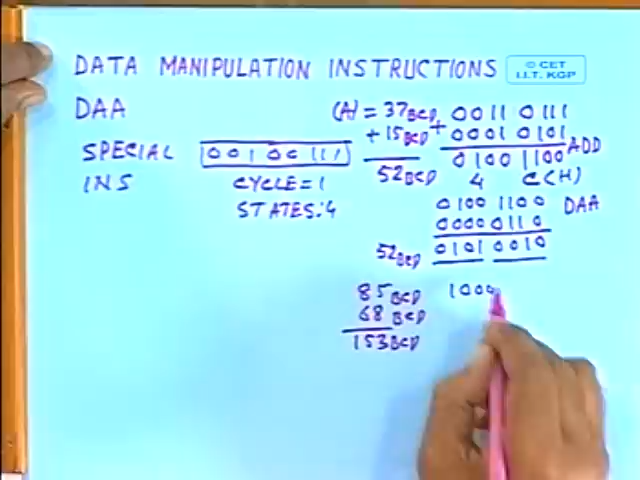 DATA MANIPULATION INSTRUCTIONS
© CET
I.I.T. KGP
DAA
(A) = 37BCD 0011 0111
+15BCD + 0001 0101 ADD
SPECIAL 00100111 0100 1100
INS CYCLE=1 52BCD 4 C(H)
STATES:4 0100 1100 DAA
0000 0110
52BCD 0101 0010
85BCD 1000
68BCD
153BCD